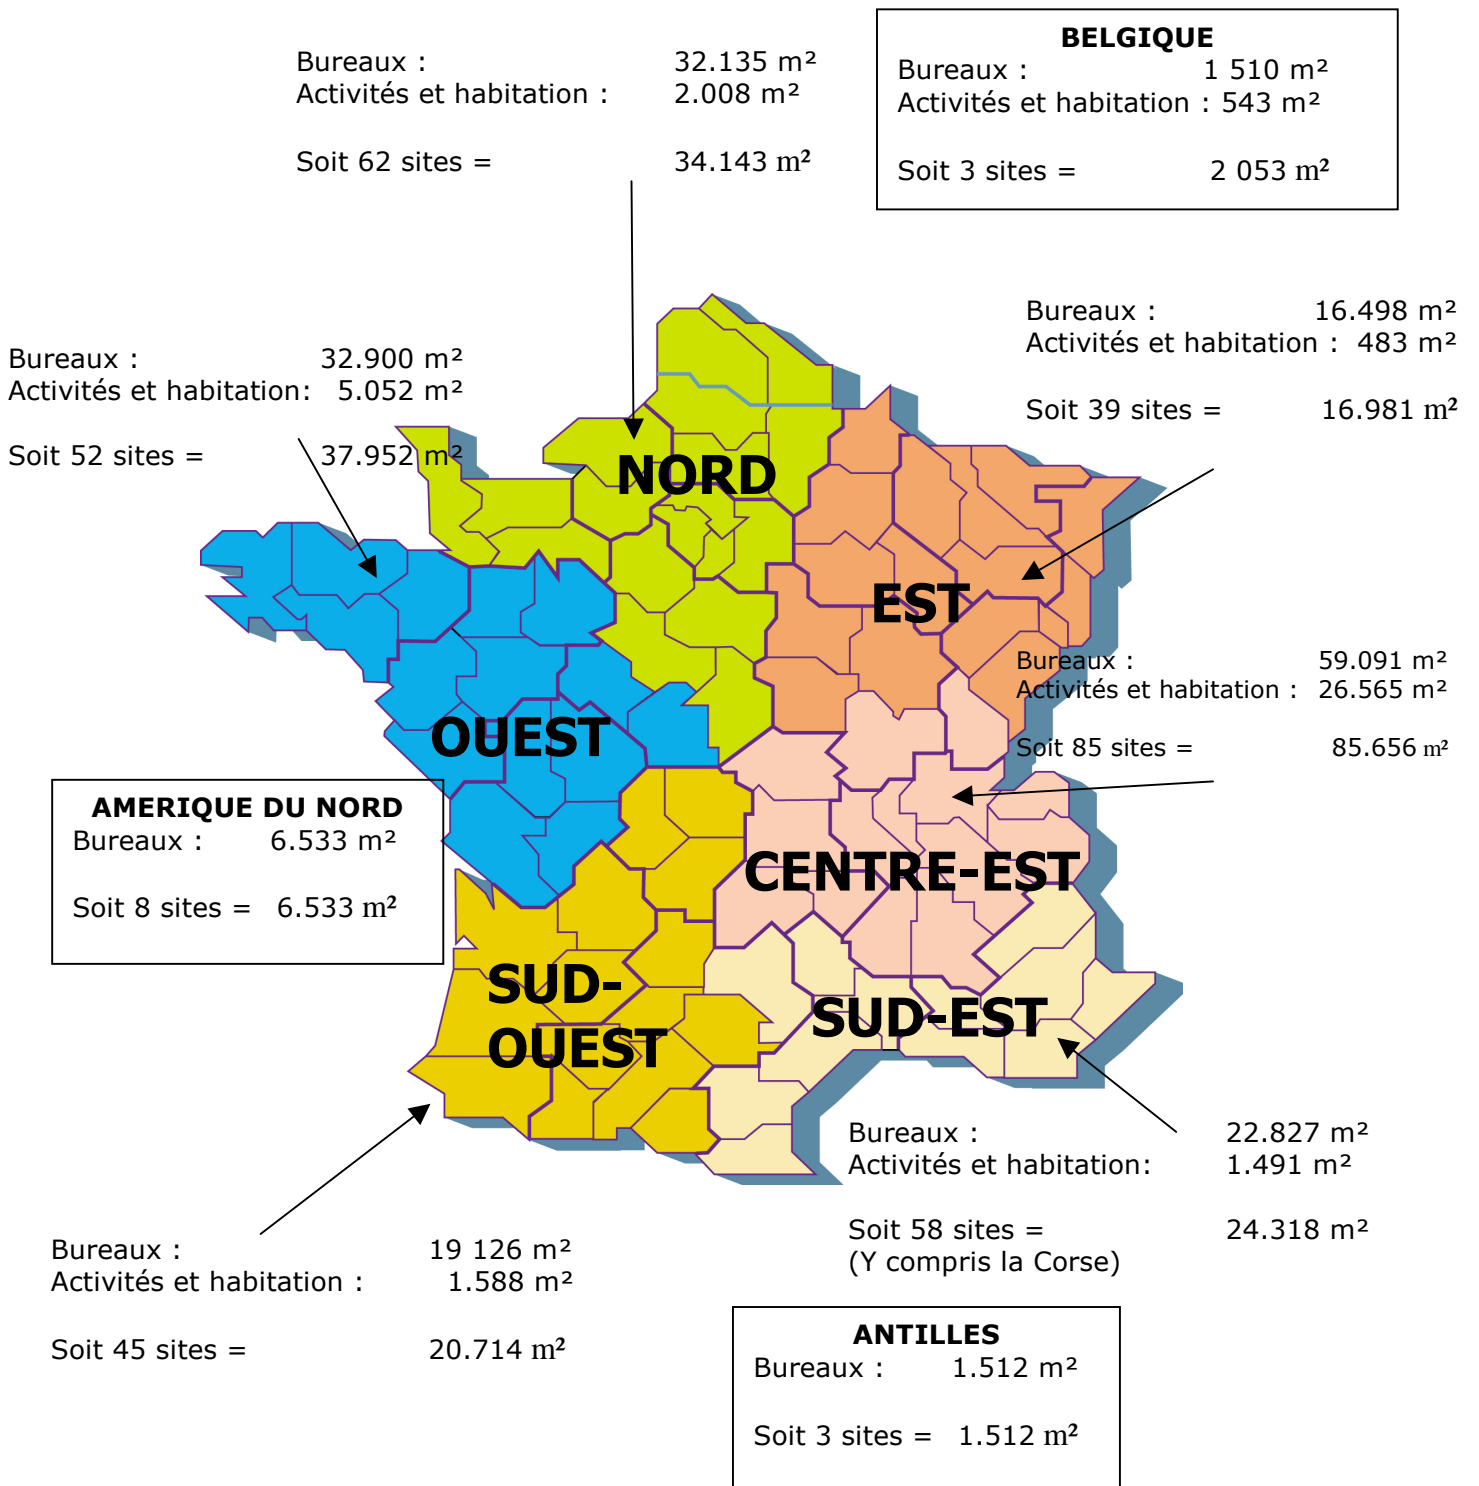 Bureaux : 32.135 m²
Activités et habitation : 2.008 m²
Soit 62 sites = 34.143 m²
BELGIQUE
Bureaux : 1 510 m²
Activités et habitation : 543 m²
Soit 3 sites = 2 053 m²
Bureaux : 16.498 m²
Activités et habitation : 483 m²
Soit 39 sites = 16.981 m²
Bureaux : 32.900 m²
Activités et habitation: 5.052 m²
Soit 52 sites = 37.952 m²
NORD
EST
Bureaux : 59.091 m²
Activités et habitation : 26.565 m²
Soit 85 sites = 85.656 m²
OUEST
AMERIQUE DU NORD
Bureaux : 6.533 m²
Soit 8 sites = 6.533 m²
CENTRE-EST
SUD-
OUEST
SUD-EST
Bureaux : 22.827 m²
Activités et habitation: 1.491 m²
Soit 58 sites = 24.318 m²
(Y compris la Corse)
Bureaux : 19 126 m²
Activités et habitation : 1.588 m²
Soit 45 sites = 20.714 m²
ANTILLES
Bureaux : 1.512 m²
Soit 3 sites = 1.512 m²